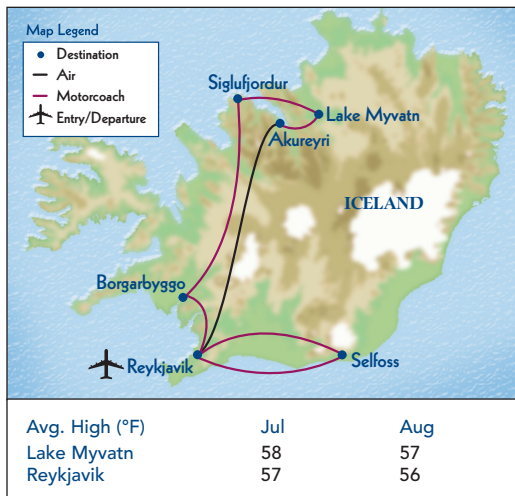 Map Legend
Destination
Air
Motorcoach
Entry/Departure
Siglufjordur
Lake Myvatn
Akureyri
ICELAND
Borgarbyggo
Reykjavik
Selfoss
Avg. High (°F) Jul Aug
Lake Myvatn 58 57
Reykjavik 57 56